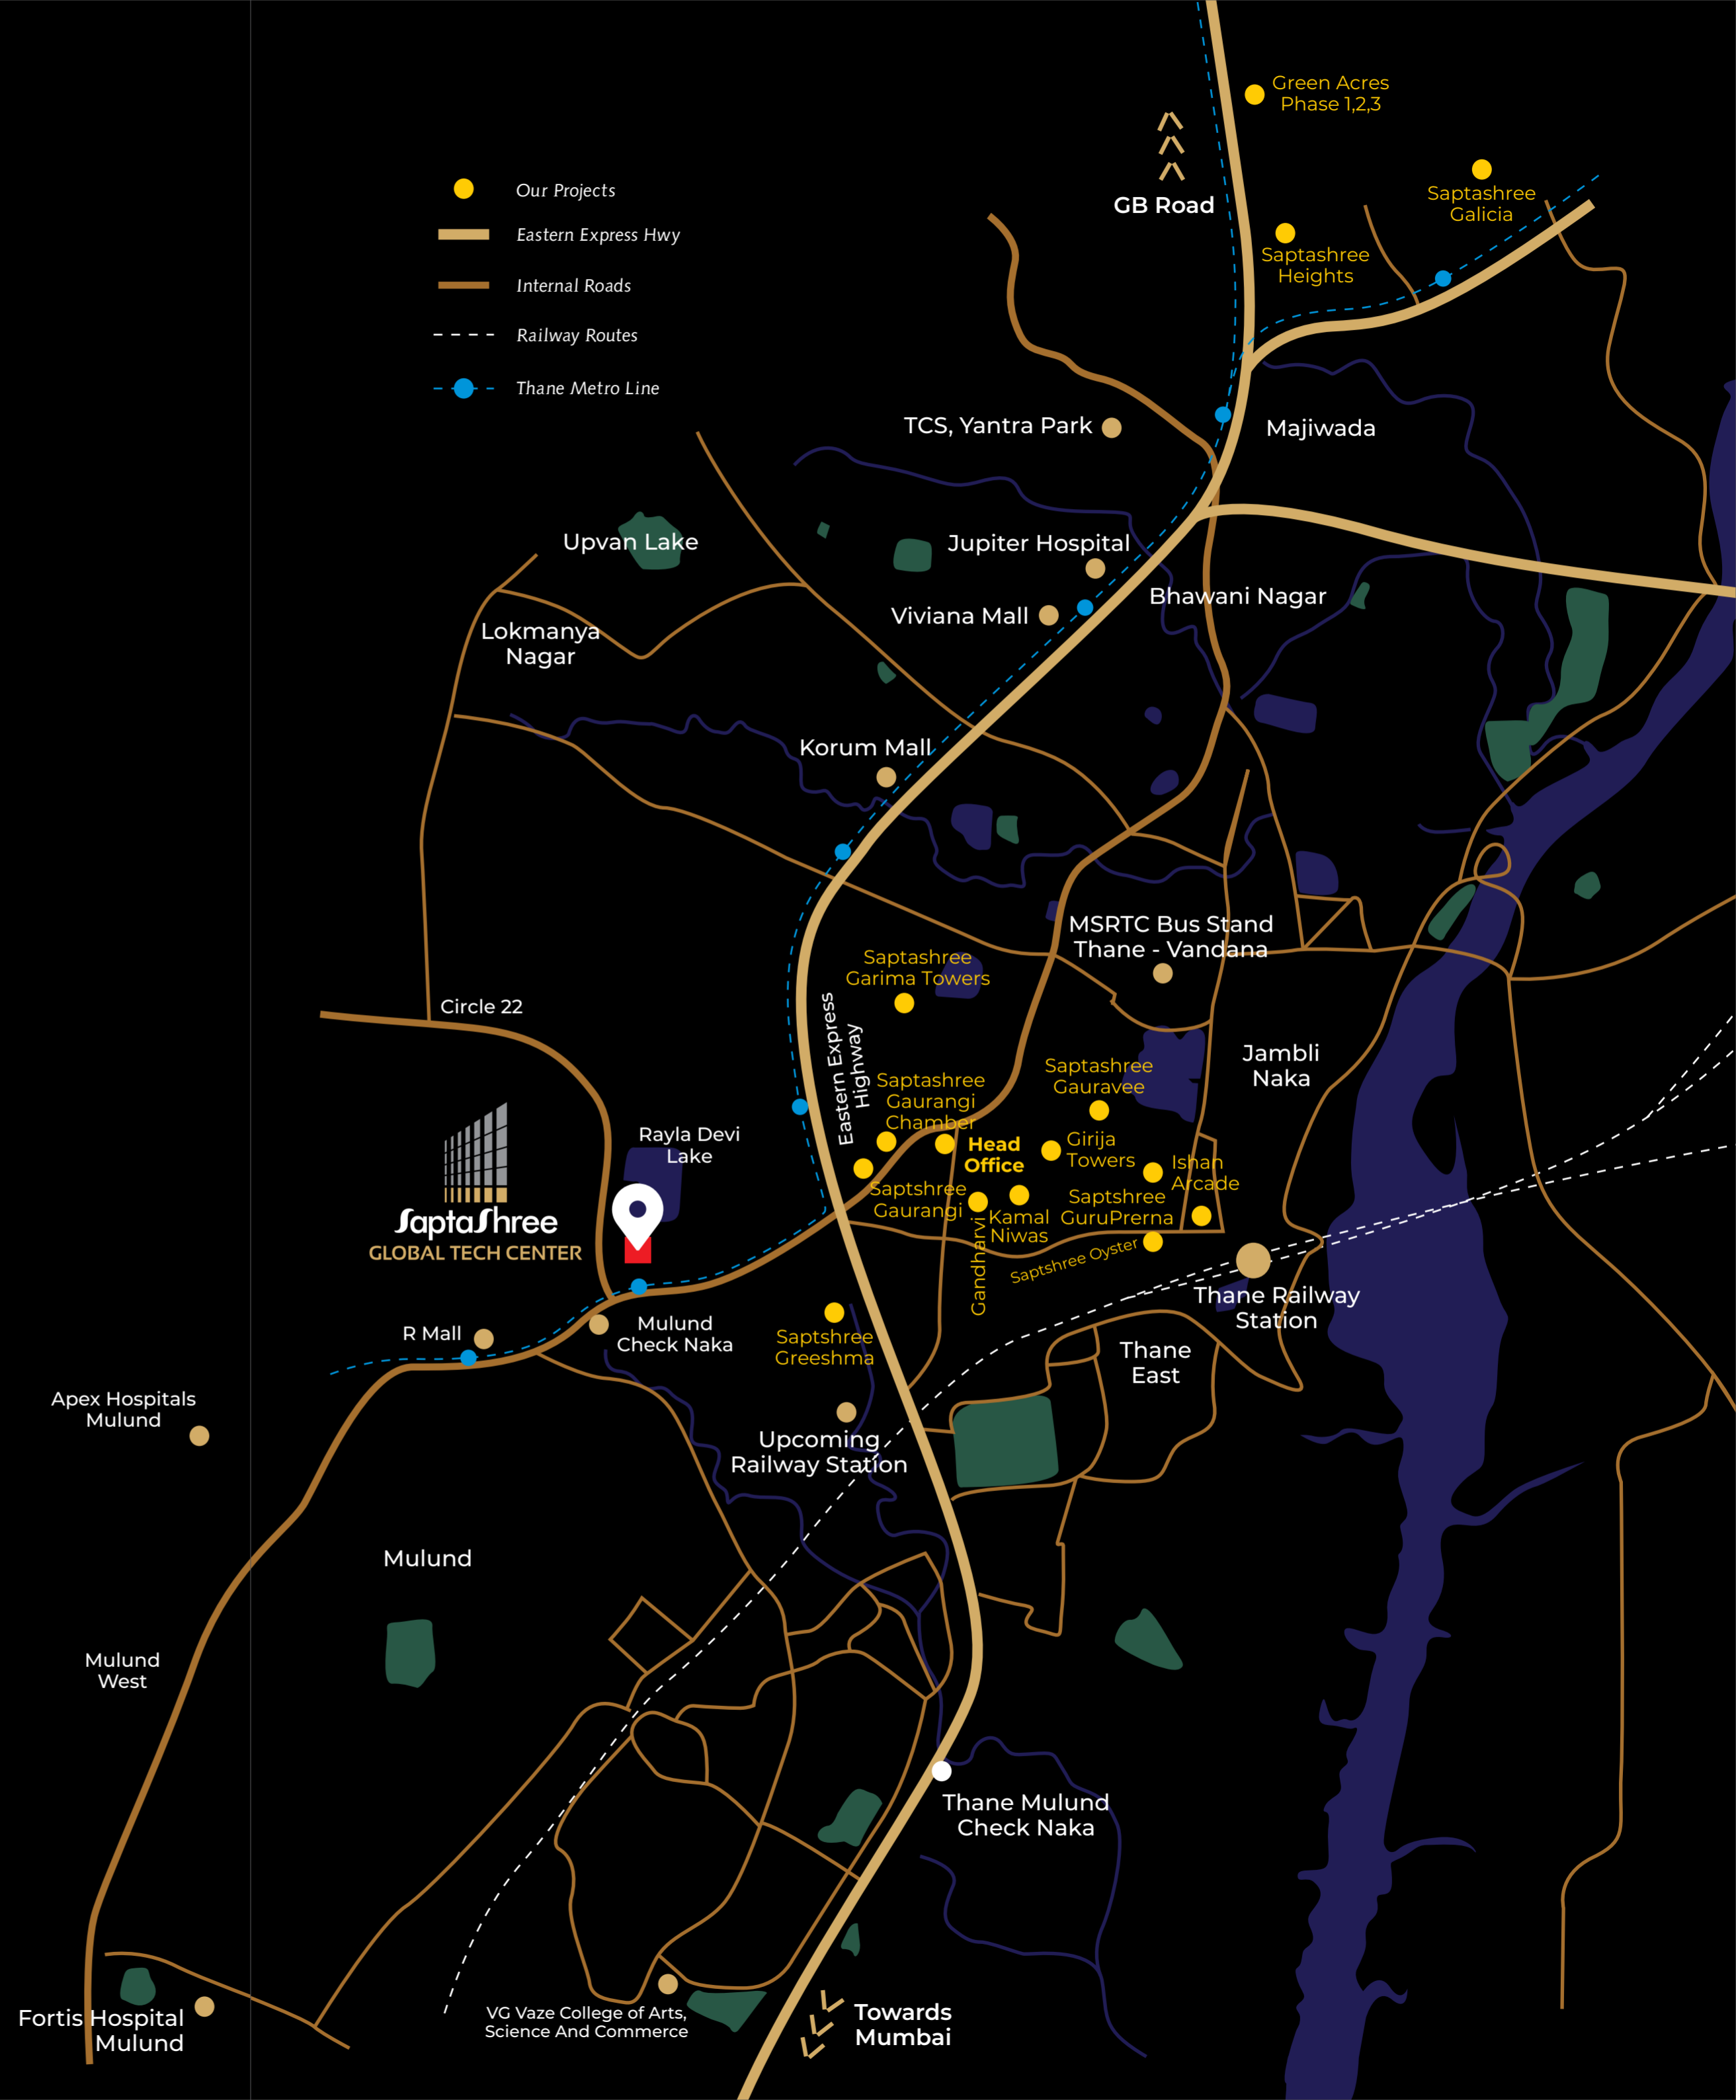 Green Acres
Phase 1,2,3
Our Projects
Saptashree
Galicia
GB Road
Eastern Express Hwy
Saptashree
Heights
Internal Roads
Railway Routes
Thane Metro Line
TCS, Yantra Park
Majiwada
Upvan Lake
Jupiter Hospital
Bhawani Nagar
Viviana Mall
Lokmanya
Nagar
Korum Mall
MSRTC Bus Stand
Thane - Vandana
Saptashree
Garima Towers
Circle 22
Eastern Express
Highway
Jambli
Naka
Saptashree
Gauravee
Saptashree
Gaurangi
Chamber
Rayla Devi
Lake
Head
Office
Girija
Towers
Ishan
Arcade
Saptshree
Gaurangi
Kamal
Niwas
Saptshree
GuruPrerna
SaptaShree
GLOBAL TECH CENTER
Gandharvi
Saptshree Oyster
Thane Railway
Station
R Mall
Mulund
Check Naka
Saptshree
Greeshma
Thane
East
Apex Hospitals
Mulund
Upcoming
Railway Station
Mulund
Mulund
West
Thane Mulund
Check Naka
Fortis Hospital
Mulund
VG Vaze College of Arts,
Science And Commerce
Towards
Mumbai